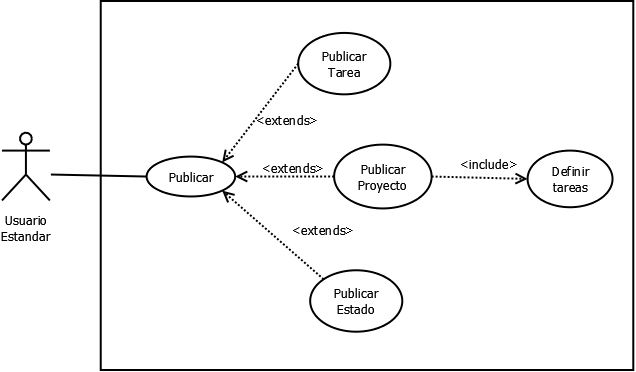 Publicar
Tarea
<extends>
Publicar
<extends>
Publicar
Proyecto
<include>
Definir
tareas
Usuario
Estandar
<extends>
Publicar
Estado